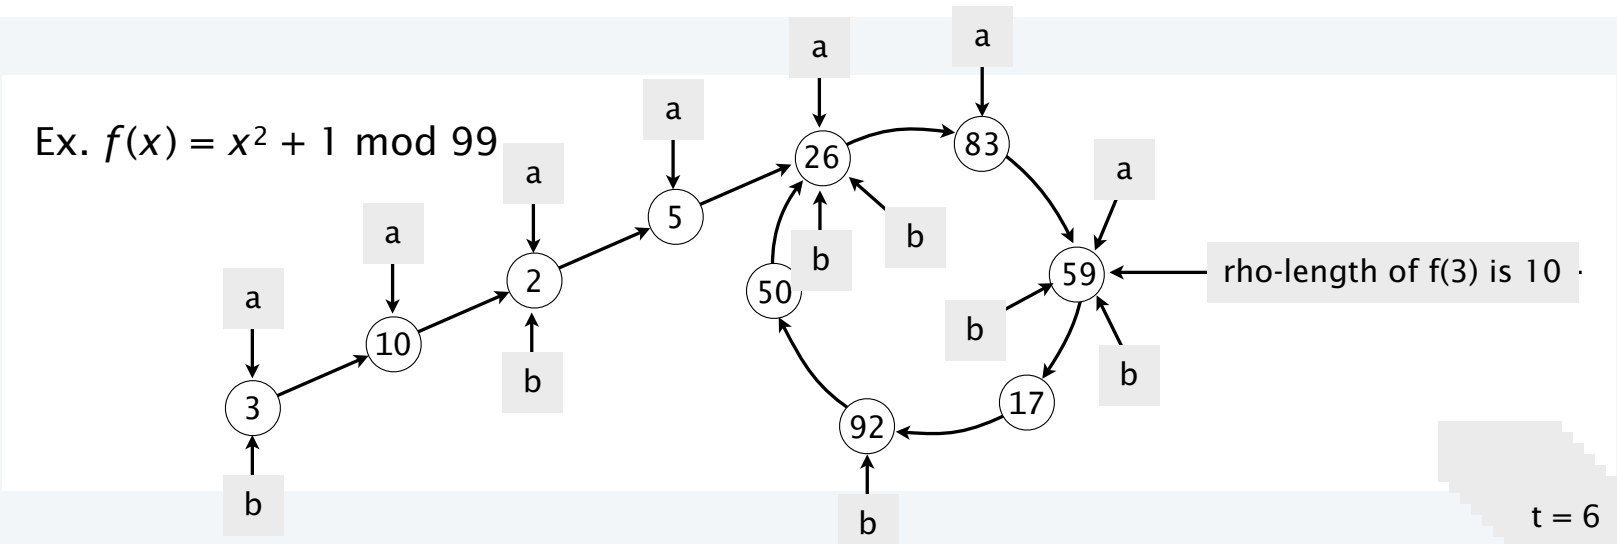 a
a
a
Ex. f(x) = x² + 1 mod 99
26
83
a
a
5
a
b
b
2
50
59
rho-length of f(3) is 10
a
10
b
b
b
3
92
17
b
b
t = 6